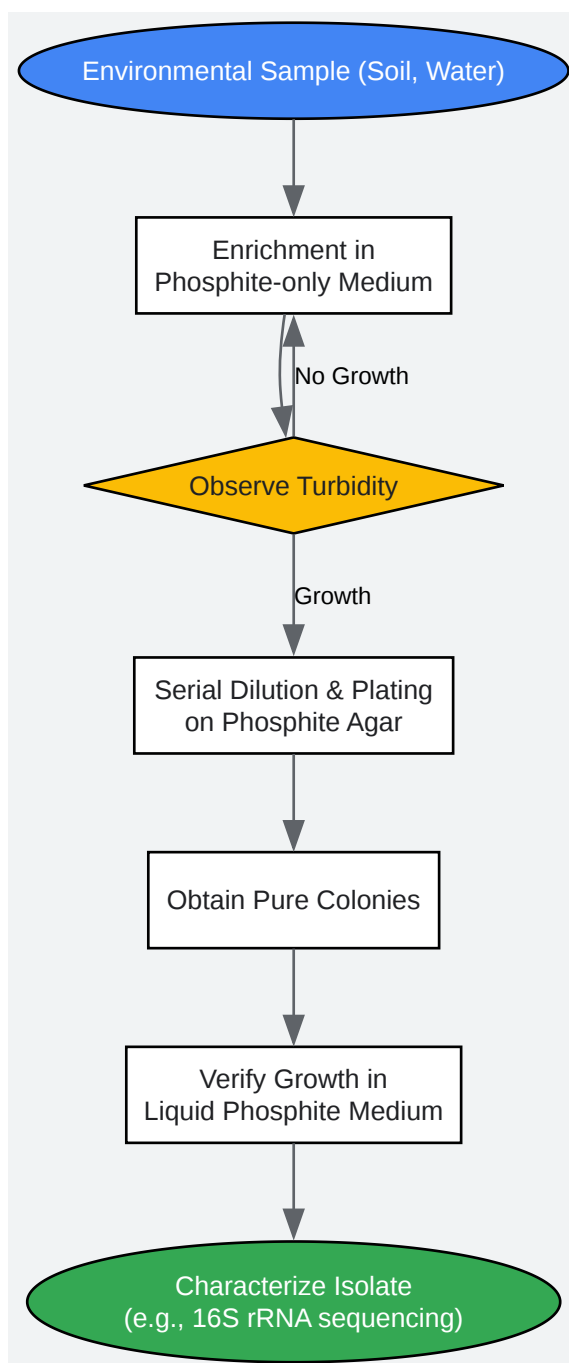 Environmental Sample (Soil, Water)
Enrichment in
Phosphite-only Medium
No Growth
Observe Turbidity
Growth
Serial Dilution & Plating
on Phosphite Agar
Obtain Pure Colonies
Verify Growth in
Liquid Phosphite Medium
Characterize Isolate
(e.g., 16S rRNA sequencing)